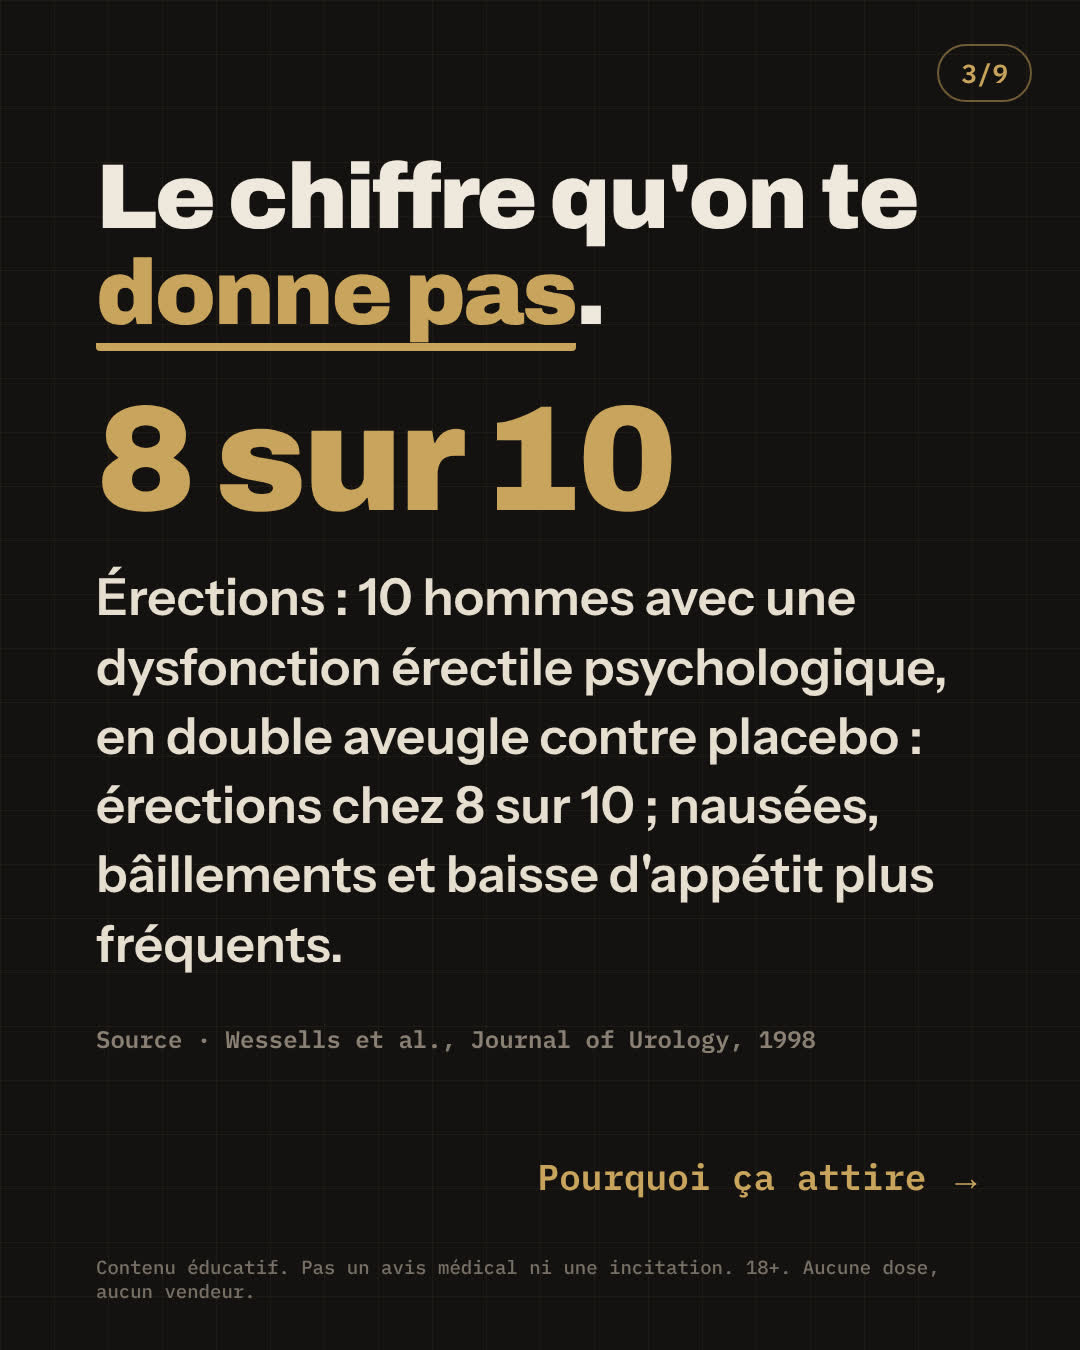 3/9
Le chiffre qu'on te
donne pas.
8 sur 10
Érections : 10 hommes avec une
dysfonction érectile psychologique,
en double aveugle contre placebo :
érections chez 8 sur 10 ; nausées,
bâillements et baisse d'appétit plus
fréquents.
Source · Wessells et al., Journal of Urology, 1998
Pourquoi ça attire →
Contenu éducatif. Pas un avis médical ni une incitation. 18+. Aucune dose,
aucun vendeur.